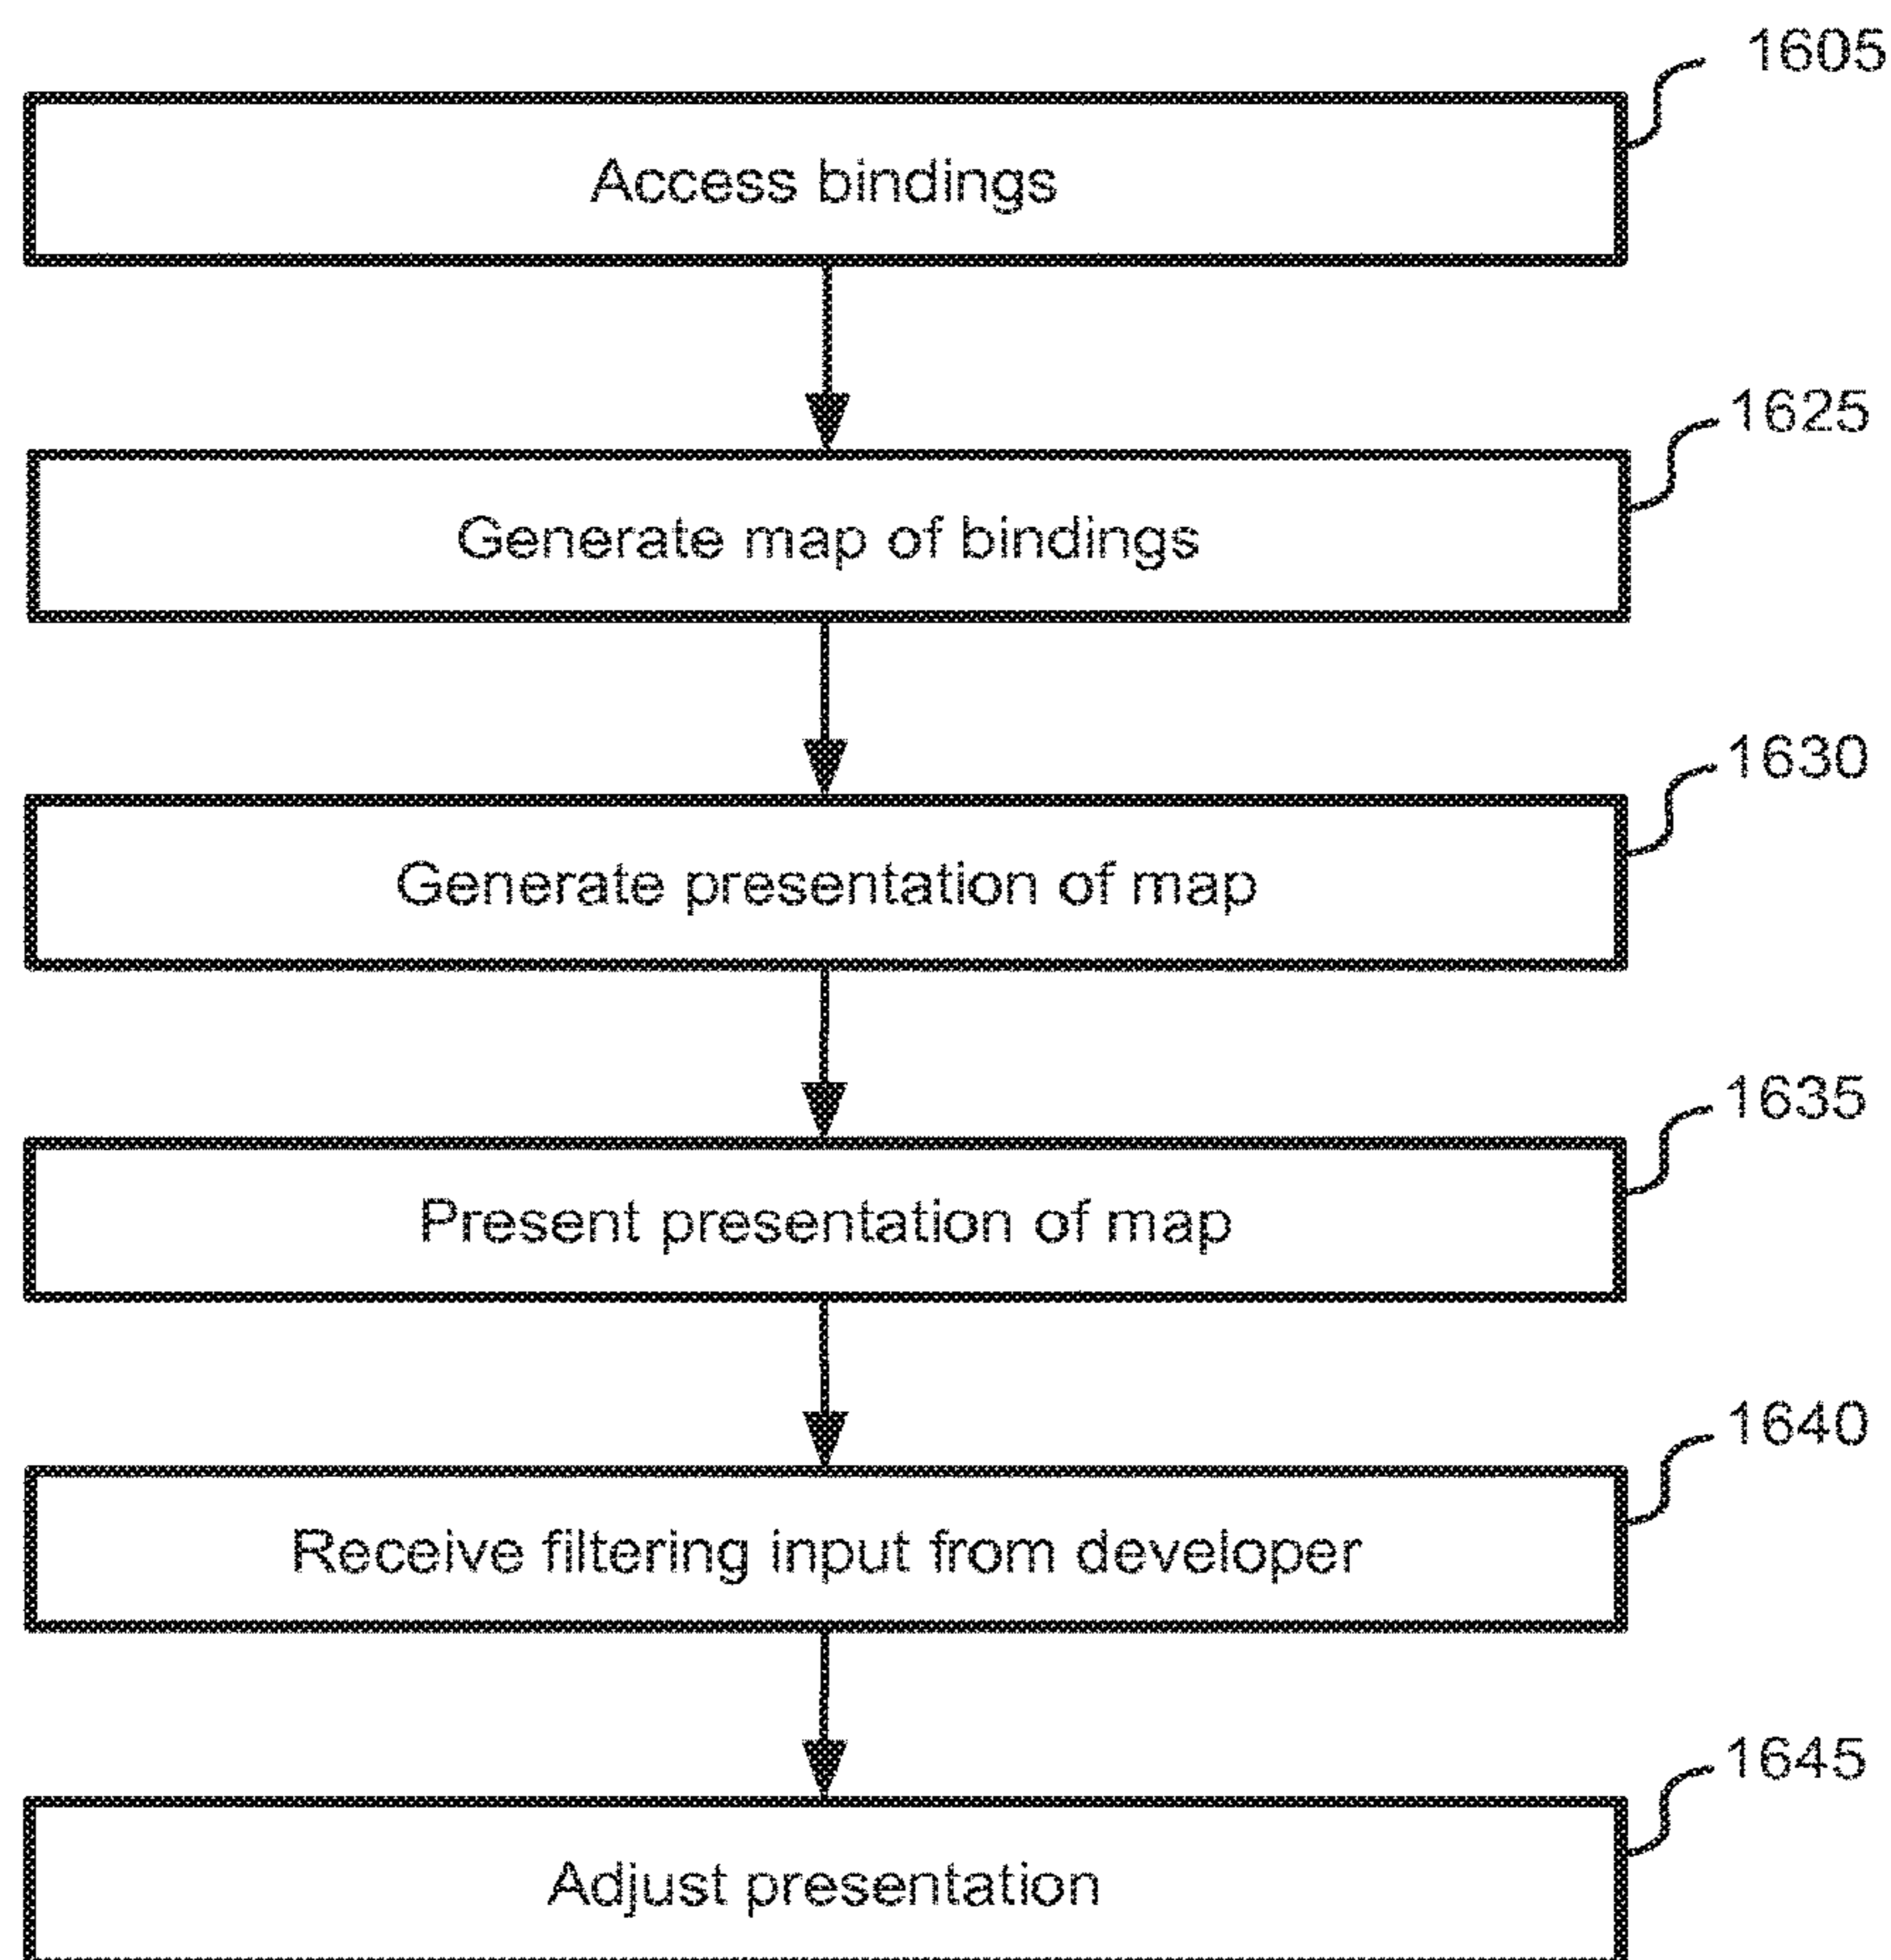 1605
Access bindings
1625
Generate map of bindings
1630
Generate presentation of map
1635
Present presentation of map
1640
Receive filtering input from developer
1645
Adjust presentation